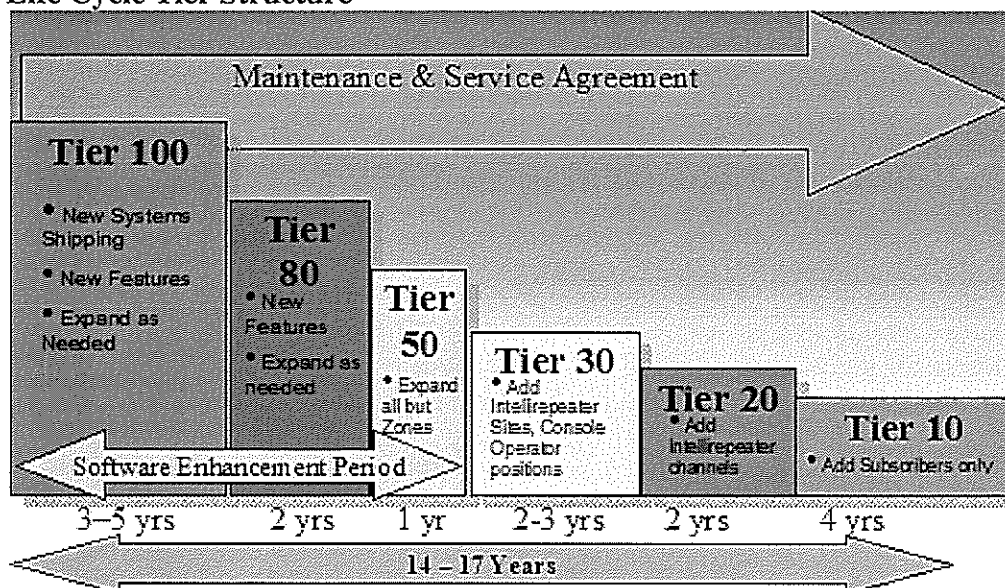 Life Cycle Tier Structure
Maintenance & Service Agreement
Tier 100
• New Systems
Shipping
• New Features
• Expand as
Needed
Tier
80
• New
Features
• Expand as
needed
Tier
50
• Expand
all but
Zones
Tier 30
• Add
Intellirepeater
Sites, Console
Operator
positions
Tier 20
• Add
Intellirepeater
channels
Tier 10
• Add Subscribers only
Software Enhancement Period
3–5 yrs
2 yrs
1 yr
2-3 yrs
2 yrs
4 yrs
14 – 17 Years